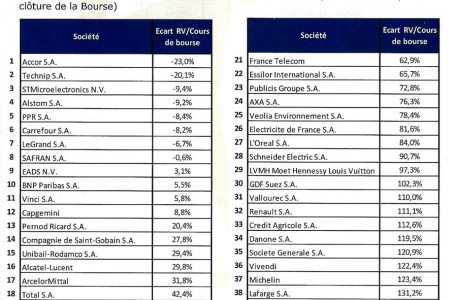 clôture de la Bourse)
Société Ecart RV/Cours de bourse
1 Accor S.A. -23,0%
2 Technip S.A. -20,1%
3 STMicroelectronics N.V. -9,4%
4 Alstom S.A. -9,2%
5 PPR S.A. -8,4%
6 Carrefour S.A. -8,2%
7 LeGrand S.A. -6,7%
8 SAFRAN S.A. -0,6%
9 EADS N.V. 3,1%
10 BNP Paribas S.A. 5,5%
11 Vinci S.A. 5,8%
12 Capgemini 8,8%
13 Pernod Ricard S.A. 20,4%
14 Compagnie de Saint-Gobain S.A. 27,8%
15 Unibail-Rodamco S.A. 29,4%
16 Alcatel-Lucent 29,8%
17 ArcelorMittal 31,8%
18 Total S.A. 42,4%
Société Ecart RV/Cours de bourse
21 France Telecom 62,9%
22 Essilor International S.A. 65,7%
23 Publicis Groupe S.A. 72,8%
24 AXA S.A. 76,3%
25 Veolia Environnement S.A. 78,4%
26 Electricite de France S.A. 81,6%
27 L'Oreal S.A. 84,0%
28 Schneider Electric S.A. 90,7%
29 LVMH Moet Hennessy Louis Vuitton 97,3%
30 GDF Suez S.A. 102,3%
31 Vallourec S.A. 110,0%
32 Renault S.A. 111,1%
33 Credit Agricole S.A. 112,6%
34 Danone S.A. 119,5%
35 Societe Generale S.A. 120,9%
36 Vivendi 122,4%
37 Michelin 123,4%
38 Lafarge S.A. 131,2%